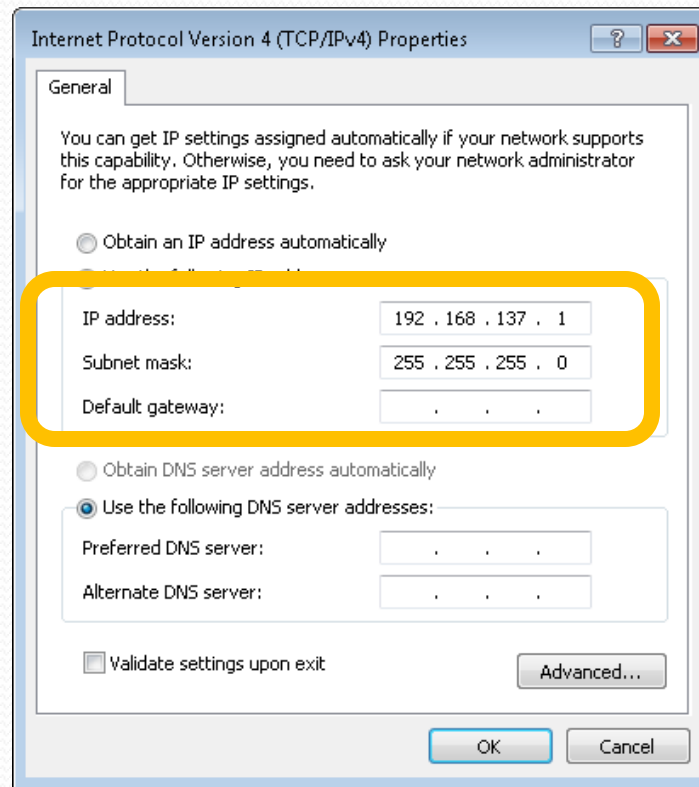 Internet Protocol Version 4 (TCP/IPv4) Properties
General
You can get IP settings assigned automatically if your network supports
this capability. Otherwise, you need to ask your network administrator
for the appropriate IP settings.
Obtain an IP address automatically
IP address: 192 . 168 . 137 . 1
Subnet mask: 255 . 255 . 255 . 0
Default gateway: . . .
Obtain DNS server address automatically
Use the following DNS server addresses:
Preferred DNS server: . . .
Alternate DNS server: . . .
Validate settings upon exit
Advanced...
OK Cancel